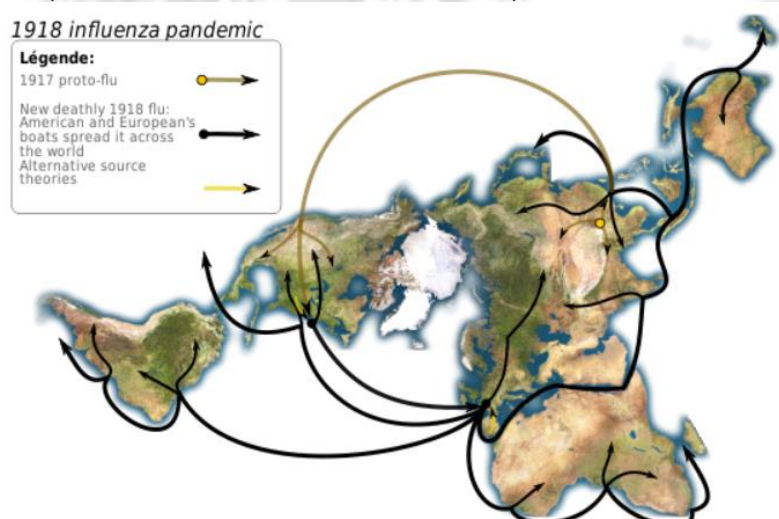 1918 influenza pandemic
Légende:
1917 proto-flu
New deathly 1918 flu:
American and European's
boats spread it across
the world
Alternative source
theories